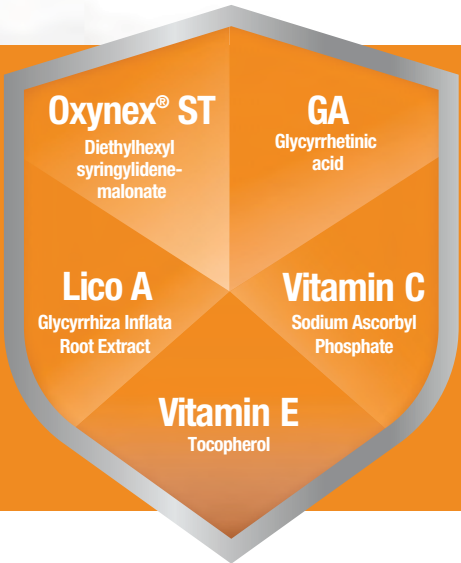 Oxynex® ST
Diethylhexyl
syringylidene-
malonate
GA
Glycyrrhetinic
acid
Lico A
Glycyrrhiza Inflata
Root Extract
Vitamin C
Sodium Ascorbyl
Phosphate
Vitamin E
Tocopherol